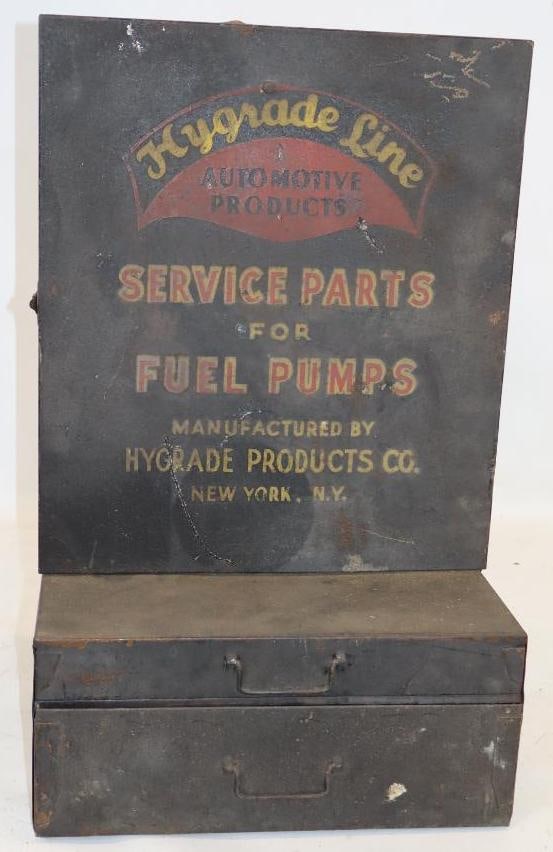 Hygrade Line
AUTOMOTIVE
PRODUCTS
SERVICE PARTS
FOR
FUEL PUMPS
MANUFACTURED BY
HYGRADE PRODUCTS CO.
NEW YORK, N.Y.